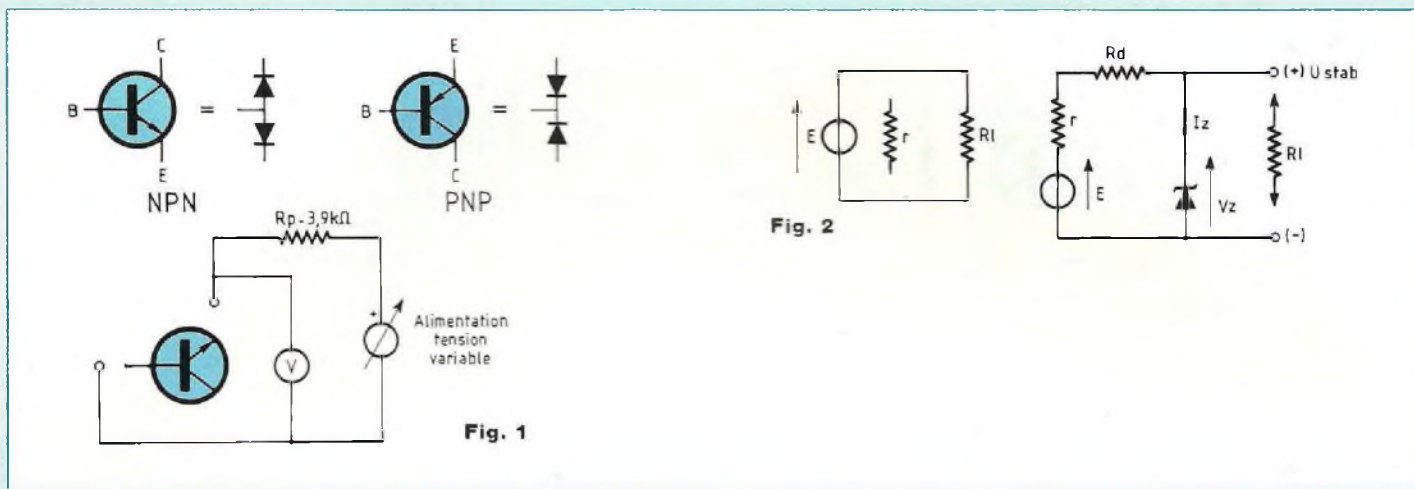 C
B
=
E
NPN
E
B
=
C
PNP
Rp-3,9kΩ
+
V
Alimentation
tension
variable
Fig. 1
E
r
Rl
Fig. 2
Rd
r
E
Iz
Vz
(+) U stab
Rl
(-)